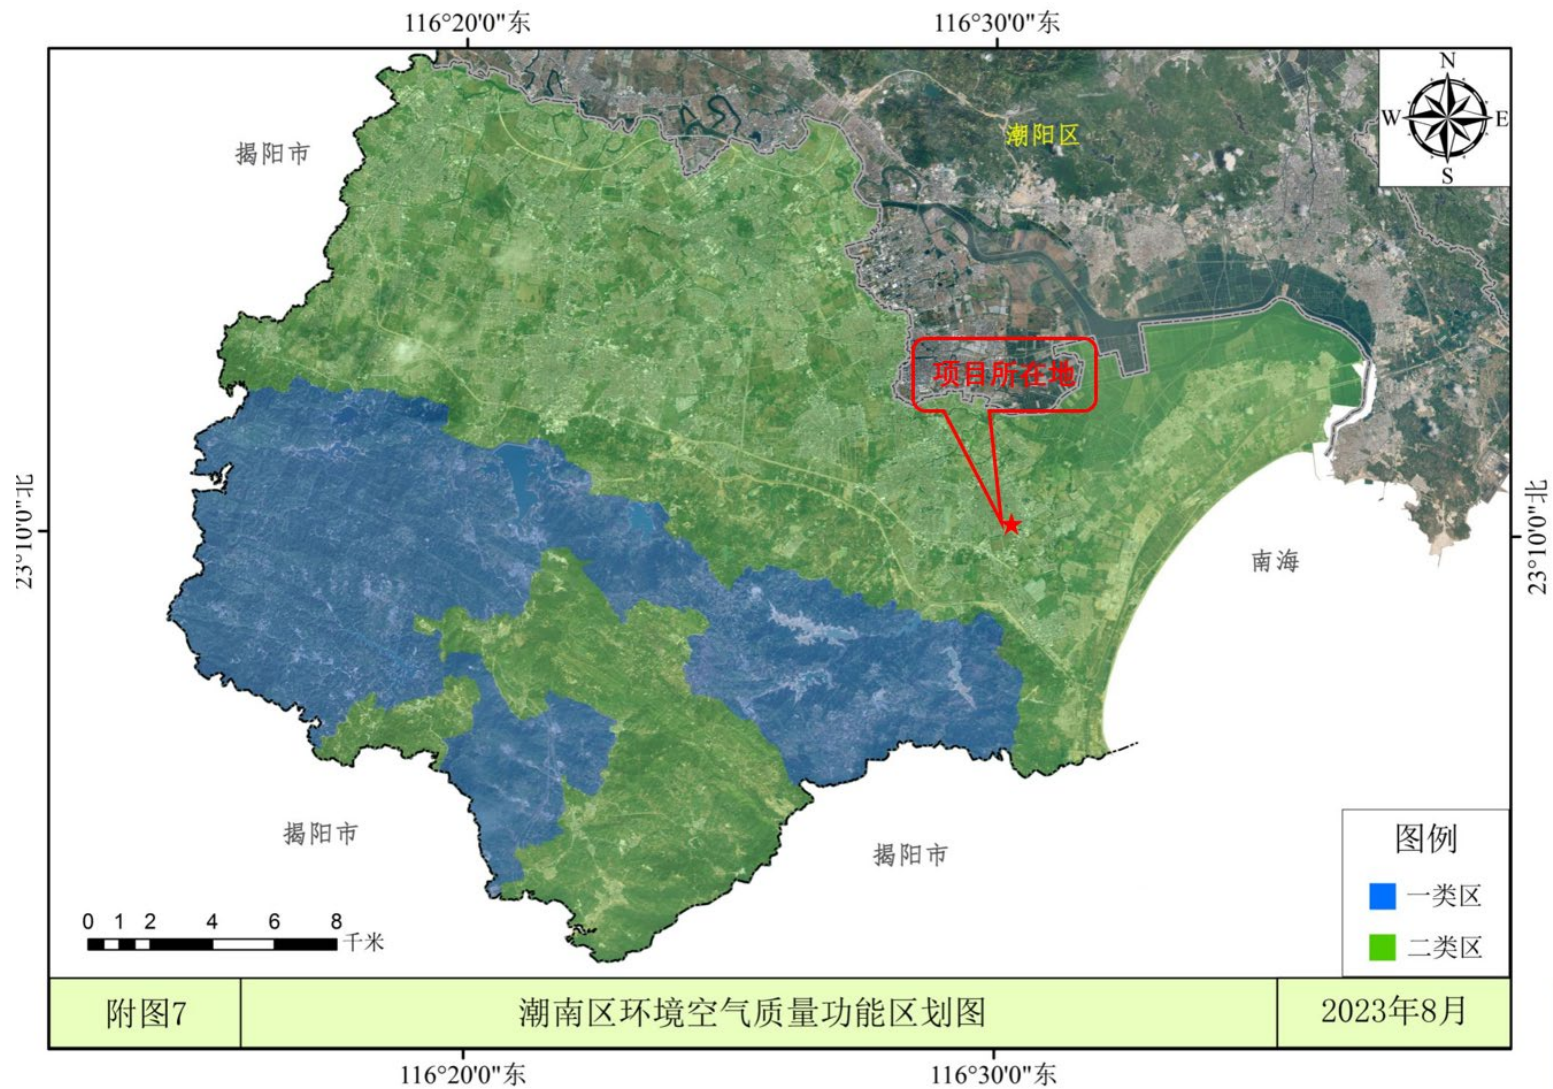 116°20'0"东
116°30'0"东
N
W
E
S
潮阳区
揭阳市
项目所在地
23°10'0"北
23°10'0"北
南海
揭阳市
揭阳市
图例
一类区
二类区
0 1 2 4 6 8
千米
附图7
潮南区环境空气质量功能区划图
2023年8月
116°20'0"东
116°30'0"东